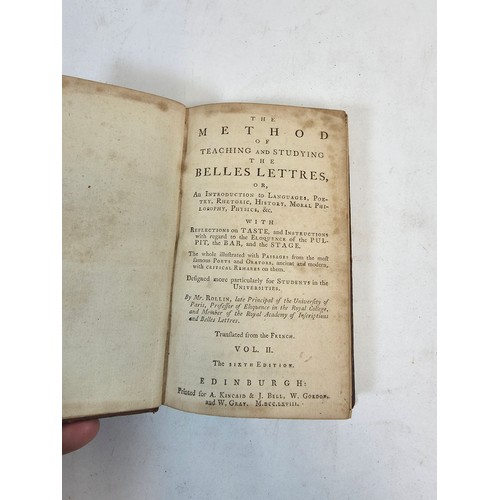 THE
METHOD
OF
TEACHING AND STUDYING
THE
BELLES LETTRES,
OR,
AN INTRODUCTION to LANGUAGES, POE-
TRY, RHETORIC, HISTORY, MORAL PHI-
LOSOPHY, PHYSICS, &c.
WITH
REFLECTIONS on TASTE, and INSTRUCTIONS
with regard to the ELOQUENCE of the PUL-
PIT, the BAR, and the STAGE.
The whole illustrated with PASSAGES from the most
famous POETS and ORATORS, ancient and modern,
with CRITICAL REMARKS on them.
Designed more particularly for STUDENTS in the
UNIVERSITIES.
By Mr. ROLLIN, late Principal of the University of
Paris, Professor of Eloquence in the Royal College,
and Member of the Royal Academy of Inscriptions
and Belles Lettres.
Translated from the FRENCH.
VOL. II.
The SIXTH EDITION.
EDINBURGH:
Printed for A. KINCAID & J. BELL, W. GORDON,
and W. GRAY. M.DCC.LXVIII.